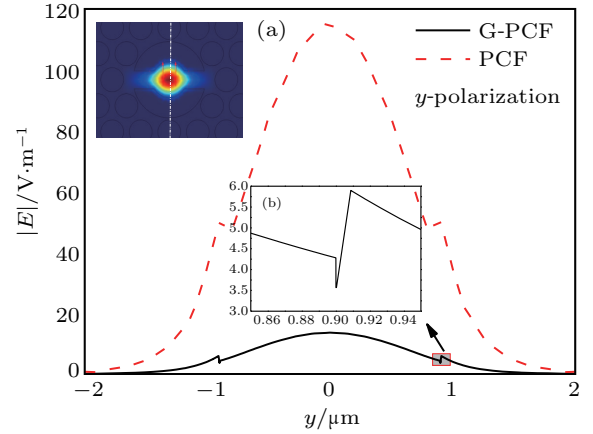 120
100
80
60
40
20
0
|E|/V·m⁻¹
(a)
G-PCF
PCF
y-polarization
(b)
6.0
5.5
5.0
4.5
4.0
3.5
3.0
0.86 0.88 0.90 0.92 0.94
−2 −1 0 1 2
y/μm